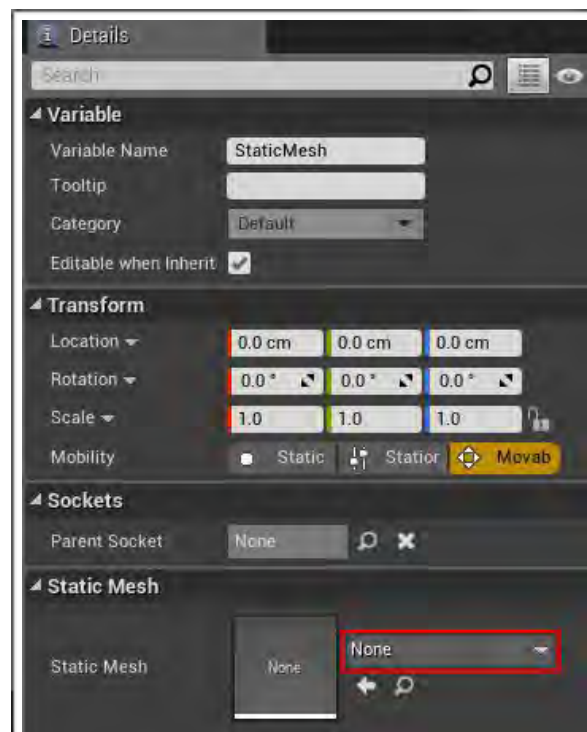 Details
Search
Variable
Variable Name StaticMesh
Tooltip
Category Default
Editable when Inherit
Transform
Location 0.0 cm 0.0 cm 0.0 cm
Rotation 0.0 ° 0.0 ° 0.0 °
Scale 1.0 1.0 1.0
Mobility Static Statior Movab
Sockets
Parent Socket None
Static Mesh
None
Static Mesh None